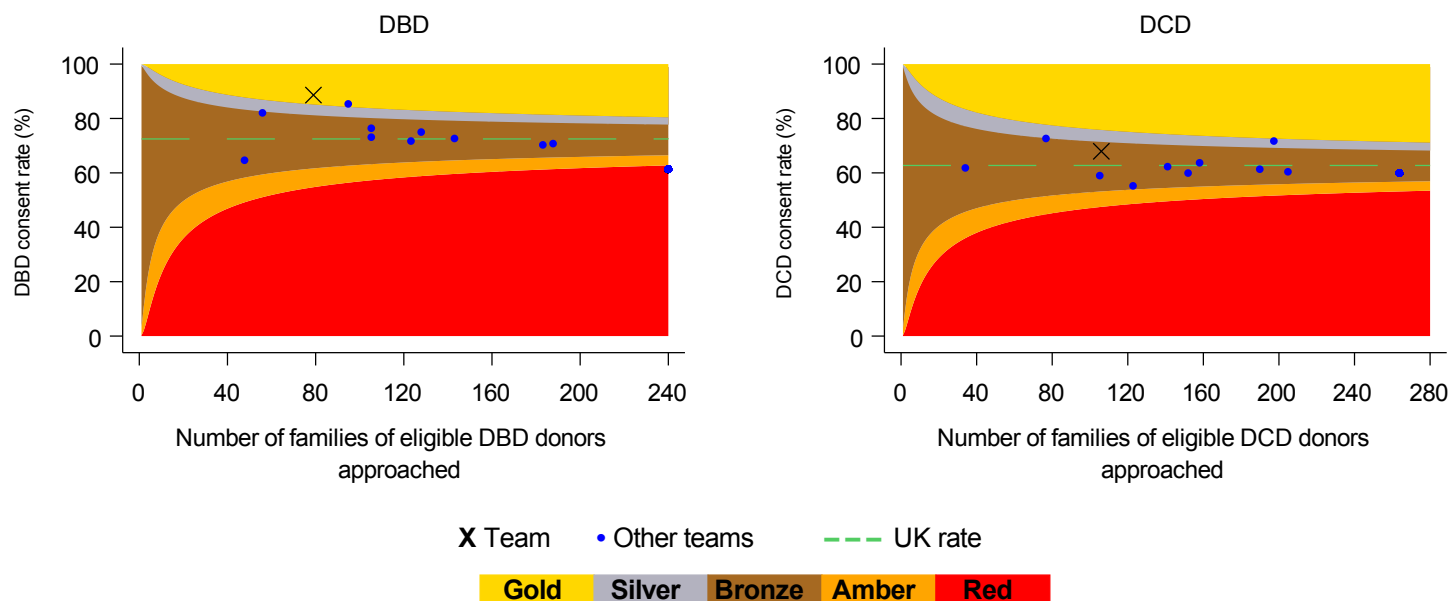 DBD
DBD consent rate (%)
100
80
60
40
20
0
0 40 80 120 160 200 240
Number of families of eligible DBD donors
approached
DCD
DCD consent rate (%)
100
80
60
40
20
0
0 40 80 120 160 200 240 280
Number of families of eligible DCD donors
approached
X Team Other teams UK rate
Gold Silver Bronze Amber Red